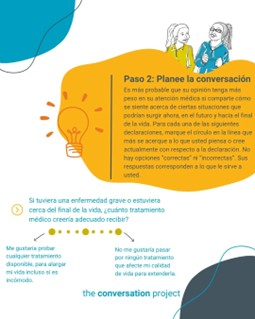 Paso 2: Planee la conversación
Es más probable que su opinión tenga más
peso en su atención médica si comparte cómo
se siente acerca de ciertas situaciones que
podrían surgir ahora, en el futuro y hacia el final
de la vida. Para cada una de las siguientes
declaraciones, marque el círculo en la línea que
más se acerque a lo que usted piensa o cree
actualmente con respecto a la declaración. No
hay opciones "correctas" ni "incorrectas". Sus
respuestas corresponden a lo que le sirve a
usted.
Si tuviera una enfermedad grave o estuviera
cerca del final de la vida, ¿cuánto tratamiento
médico creería adecuado recibir?
Me gustaría probar
cualquier tratamiento
disponible, para alargar
mi vida incluso si es
incómodo.
No me gustaría pasar
por ningún tratamiento
que afecte mi calidad
de vida para extenderla.
the conversation project